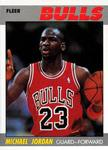 FLEER
BULLS
BULLS
23
MICHAEL JORDAN
GUARD-FORWARD